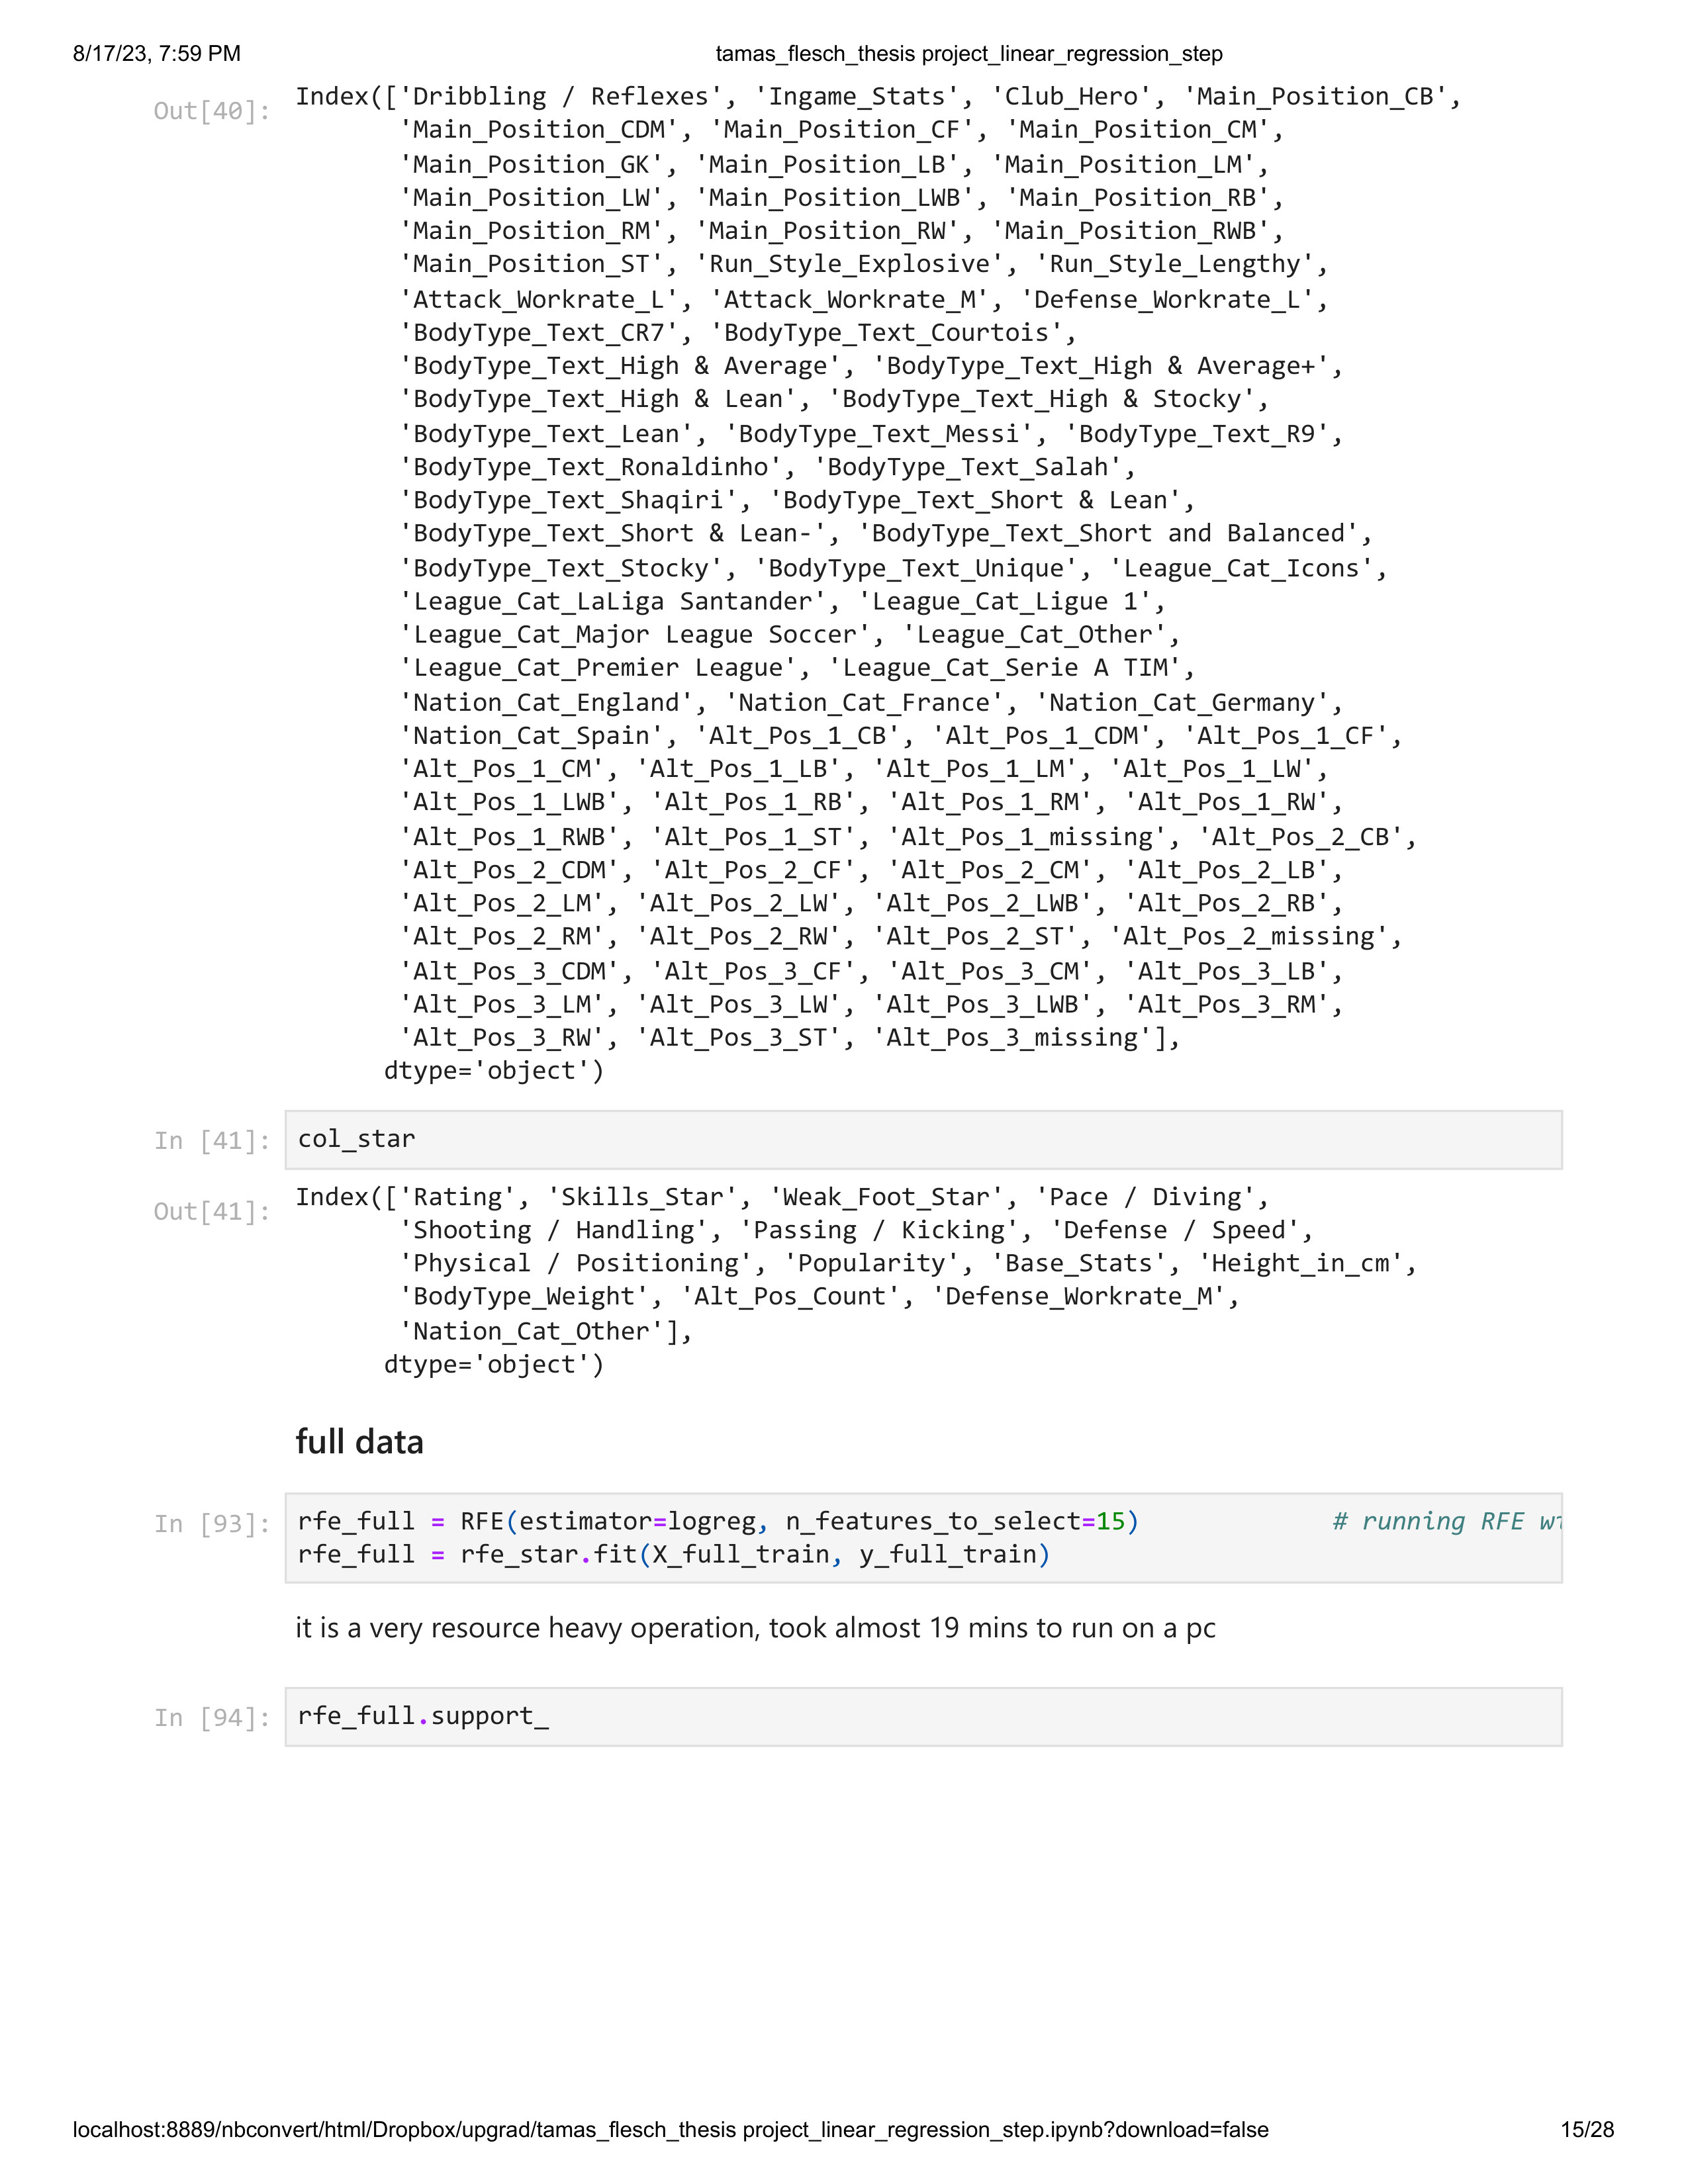 8/17/23, 7:59 PM tamas_flesch_thesis project_linear_regression_step
Out[40]: Index(['Dribbling / Reflexes', 'Ingame_Stats', 'Club_Hero', 'Main_Position_CB',
'Main_Position_CDM', 'Main_Position_CF', 'Main_Position_CM',
'Main_Position_GK', 'Main_Position_LB', 'Main_Position_LM',
'Main_Position_LW', 'Main_Position_LWB', 'Main_Position_RB',
'Main_Position_RM', 'Main_Position_RW', 'Main_Position_RWB',
'Main_Position_ST', 'Run_Style_Explosive', 'Run_Style_Lengthy',
'Attack_Workrate_L', 'Attack_Workrate_M', 'Defense_Workrate_L',
'BodyType_Text_CR7', 'BodyType_Text_Courtois',
'BodyType_Text_High & Average', 'BodyType_Text_High & Average+',
'BodyType_Text_High & Lean', 'BodyType_Text_High & Stocky',
'BodyType_Text_Lean', 'BodyType_Text_Messi', 'BodyType_Text_R9',
'BodyType_Text_Ronaldinho', 'BodyType_Text_Salah',
'BodyType_Text_Shaqiri', 'BodyType_Text_Short & Lean',
'BodyType_Text_Short & Lean-', 'BodyType_Text_Short and Balanced',
'BodyType_Text_Stocky', 'BodyType_Text_Unique', 'League_Cat_Icons',
'League_Cat_LaLiga Santander', 'League_Cat_Ligue 1',
'League_Cat_Major League Soccer', 'League_Cat_Other',
'League_Cat_Premier League', 'League_Cat_Serie A TIM',
'Nation_Cat_England', 'Nation_Cat_France', 'Nation_Cat_Germany',
'Nation_Cat_Spain', 'Alt_Pos_1_CB', 'Alt_Pos_1_CDM', 'Alt_Pos_1_CF',
'Alt_Pos_1_CM', 'Alt_Pos_1_LB', 'Alt_Pos_1_LM', 'Alt_Pos_1_LW',
'Alt_Pos_1_LWB', 'Alt_Pos_1_RB', 'Alt_Pos_1_RM', 'Alt_Pos_1_RW',
'Alt_Pos_1_RWB', 'Alt_Pos_1_ST', 'Alt_Pos_1_missing', 'Alt_Pos_2_CB',
'Alt_Pos_2_CDM', 'Alt_Pos_2_CF', 'Alt_Pos_2_CM', 'Alt_Pos_2_LB',
'Alt_Pos_2_LM', 'Alt_Pos_2_LW', 'Alt_Pos_2_LWB', 'Alt_Pos_2_RB',
'Alt_Pos_2_RM', 'Alt_Pos_2_RW', 'Alt_Pos_2_ST', 'Alt_Pos_2_missing',
'Alt_Pos_3_CDM', 'Alt_Pos_3_CF', 'Alt_Pos_3_CM', 'Alt_Pos_3_LB',
'Alt_Pos_3_LM', 'Alt_Pos_3_LW', 'Alt_Pos_3_LWB', 'Alt_Pos_3_RM',
'Alt_Pos_3_RW', 'Alt_Pos_3_ST', 'Alt_Pos_3_missing'],
dtype='object')
In [41]: col_star
Out[41]: Index(['Rating', 'Skills_Star', 'Weak_Foot_Star', 'Pace / Diving',
'Shooting / Handling', 'Passing / Kicking', 'Defense / Speed',
'Physical / Positioning', 'Popularity', 'Base_Stats', 'Height_in_cm',
'BodyType_Weight', 'Alt_Pos_Count', 'Defense_Workrate_M',
'Nation_Cat_Other'],
dtype='object')
full data
In [93]: rfe_full = RFE(estimator=logreg, n_features_to_select=15) # running RFE
rfe_full = rfe_star.fit(X_full_train, y_full_train)
it is a very resource heavy operation, took almost 19 mins to run on a pc
In [94]: rfe_full.support_
localhost:8889/nbconvert/html/Dropbox/upgrad/tamas_flesch_thesis project_linear_regression_step.ipynb?download=false 15/28